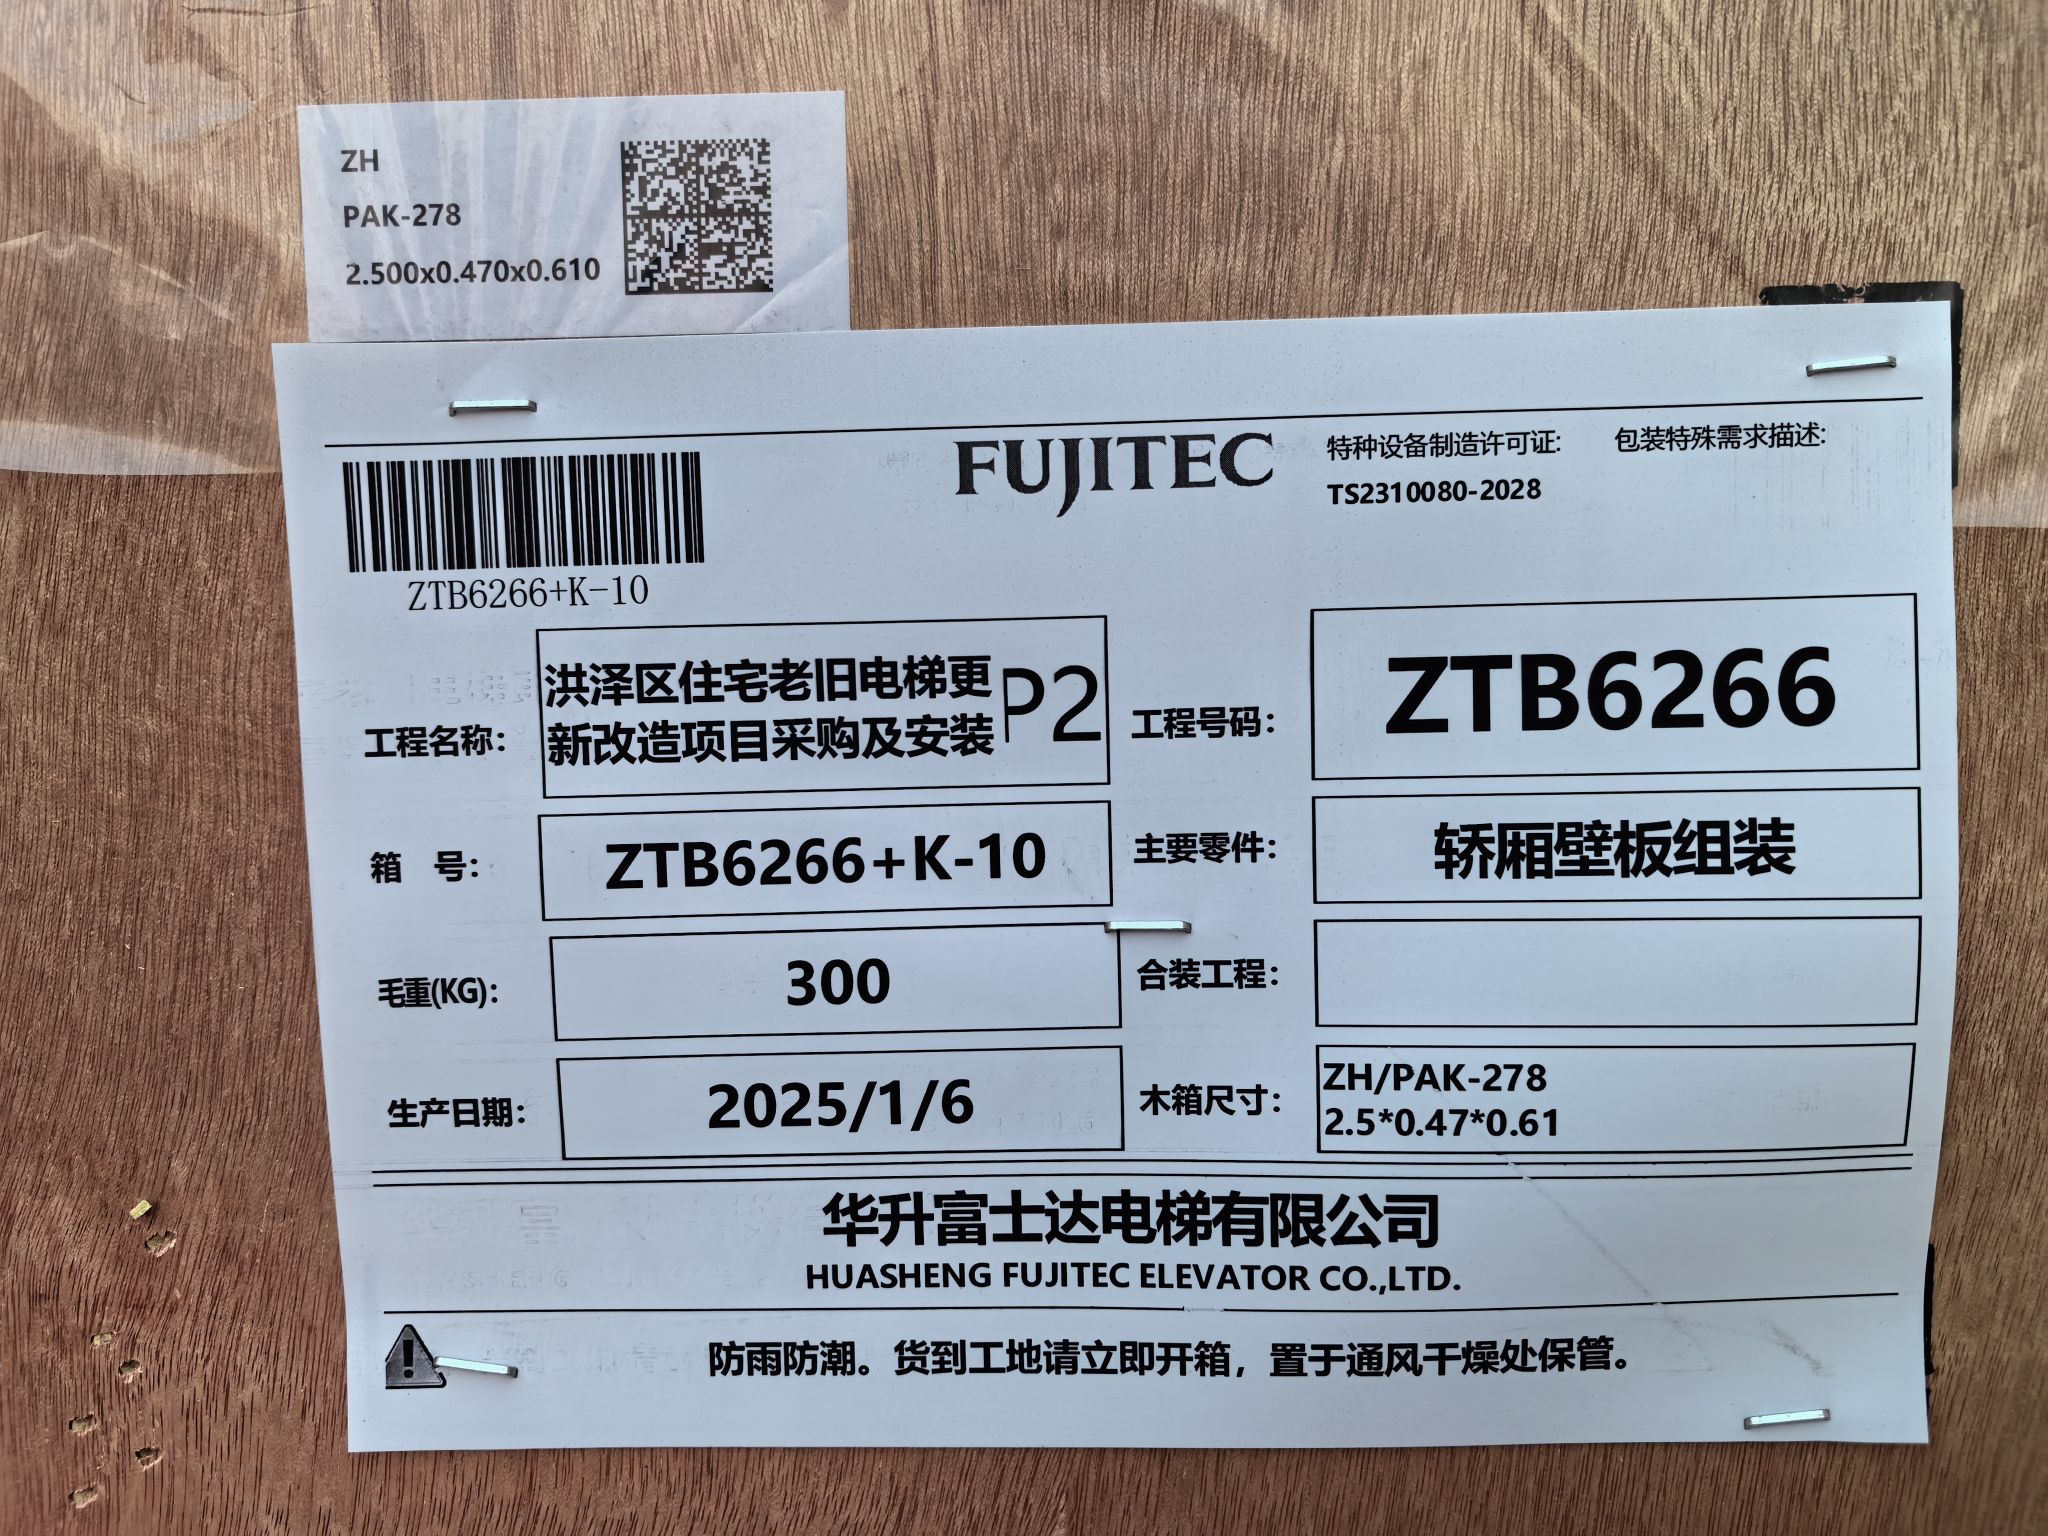 ZH
PAK-278
2.500x0.470x0.610
FUJITEC
特种设备制造许可证:
TS2310080-2028
包装特殊需求描述:
ZTB6266+K-10
工程名称：
洪泽区住宅老旧电梯更
新改造项目采购及安装
P2
工程号码：
ZTB6266
箱 号：
ZTB6266+K-10
主要零件：
轿厢壁板组装
毛重(KG)：
300
合装工程：
生产日期：
2025/1/6
木箱尺寸：
ZH/PAK-278
2.5*0.47*0.61
华升富士达电梯有限公司
HUASHENG FUJITEC ELEVATOR CO.,LTD.
防雨防潮。货到工地请立即开箱，置于通风干燥处保管。